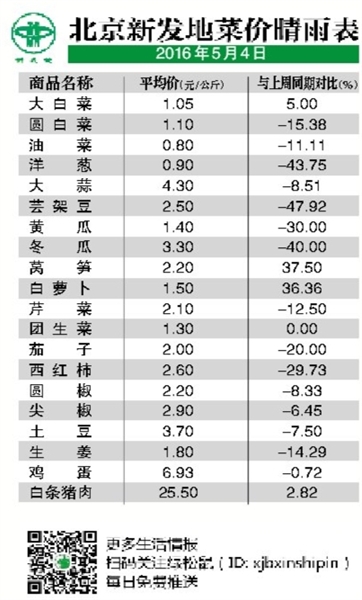 北京新发地菜价晴雨表
2016年5月4日
商品名称 平均价(元/公斤) 与上周同期对比(%)
大白菜 1.05 5.00
圆白菜 1.10 -15.38
油菜 0.80 -11.11
洋葱 0.90 -43.75
大蒜 4.30 -8.51
芸架豆 2.50 -47.92
黄瓜 1.40 -30.00
冬瓜 3.30 -40.00
莴笋 2.20 37.50
白萝卜 1.50 36.36
芹菜 2.10 -12.50
团生菜 1.30 0.00
茄子 2.00 -20.00
西红柿 2.60 -29.73
圆椒 2.20 -8.33
尖椒 2.90 -6.45
土豆 3.70 -7.50
生姜 1.80 -14.29
鸡蛋 6.93 -0.72
白条猪肉 25.50 2.82
更多生活情报
扫码关注绿松鼠（ID: xjbxinshipin）
每日免费推送